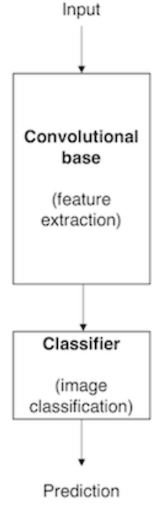 Input
Convolutional
base
(feature
extraction)
Classifier
(image
classification)
Prediction